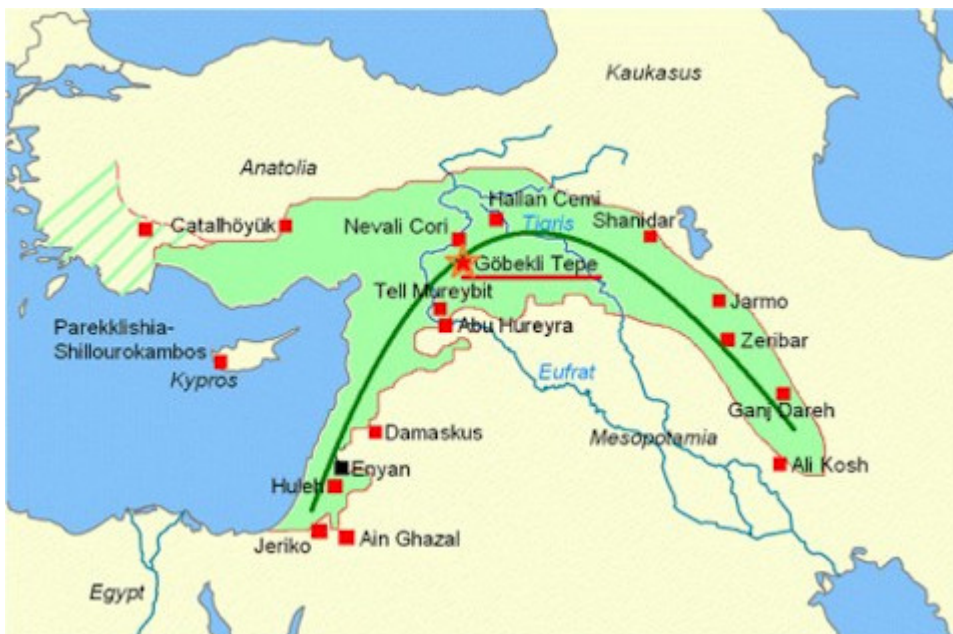 Kaukasus
Anatolia
Hallan Cemi
Catalhöyük
Nevali Cori
Tigris
Shanidar
Göbekli Tepe
Tell Mureybit
Jarmo
Abu Hureyra
Parekklishia-
Shillourokambos
Zeribar
Kypros
Eufrat
Ganj Dareh
Damaskus
Mesopotamia
Enyan
Ali Kosh
Huleh
Jeriko
Ain Ghazal
Egypt